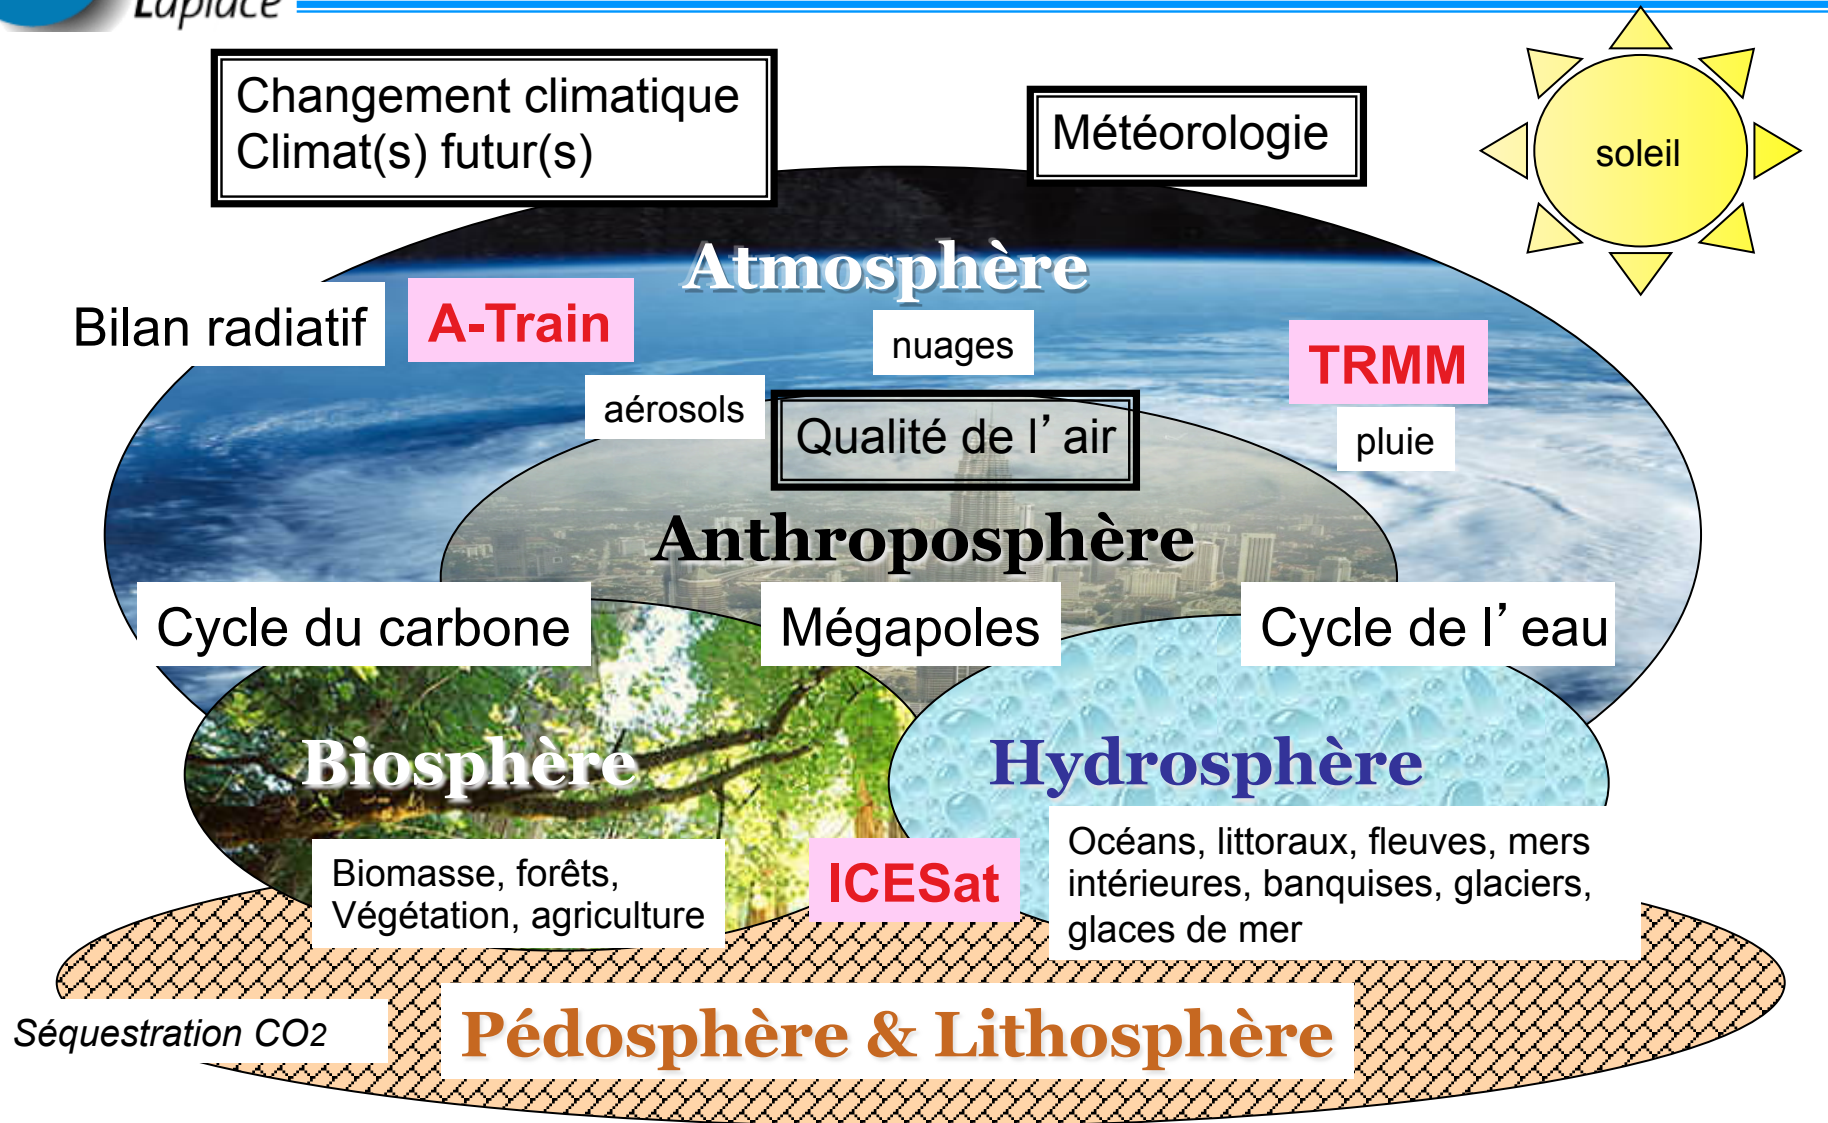 Laplace
Changement climatique
Climat(s) futur(s)
Météorologie
soleil
Atmosphère
Bilan radiatif
A-Train
nuages
TRMM
aérosols
Qualité de l’air
pluie
Anthroposphère
Cycle du carbone
Mégapoles
Cycle de l’eau
Biosphère
Hydrosphère
Biomasse, forêts,
Végétation, agriculture
ICESat
Océans, littoraux, fleuves, mers
intérieures, banquises, glaciers,
glaces de mer
Séquestration CO2
Pédosphère & Lithosphère